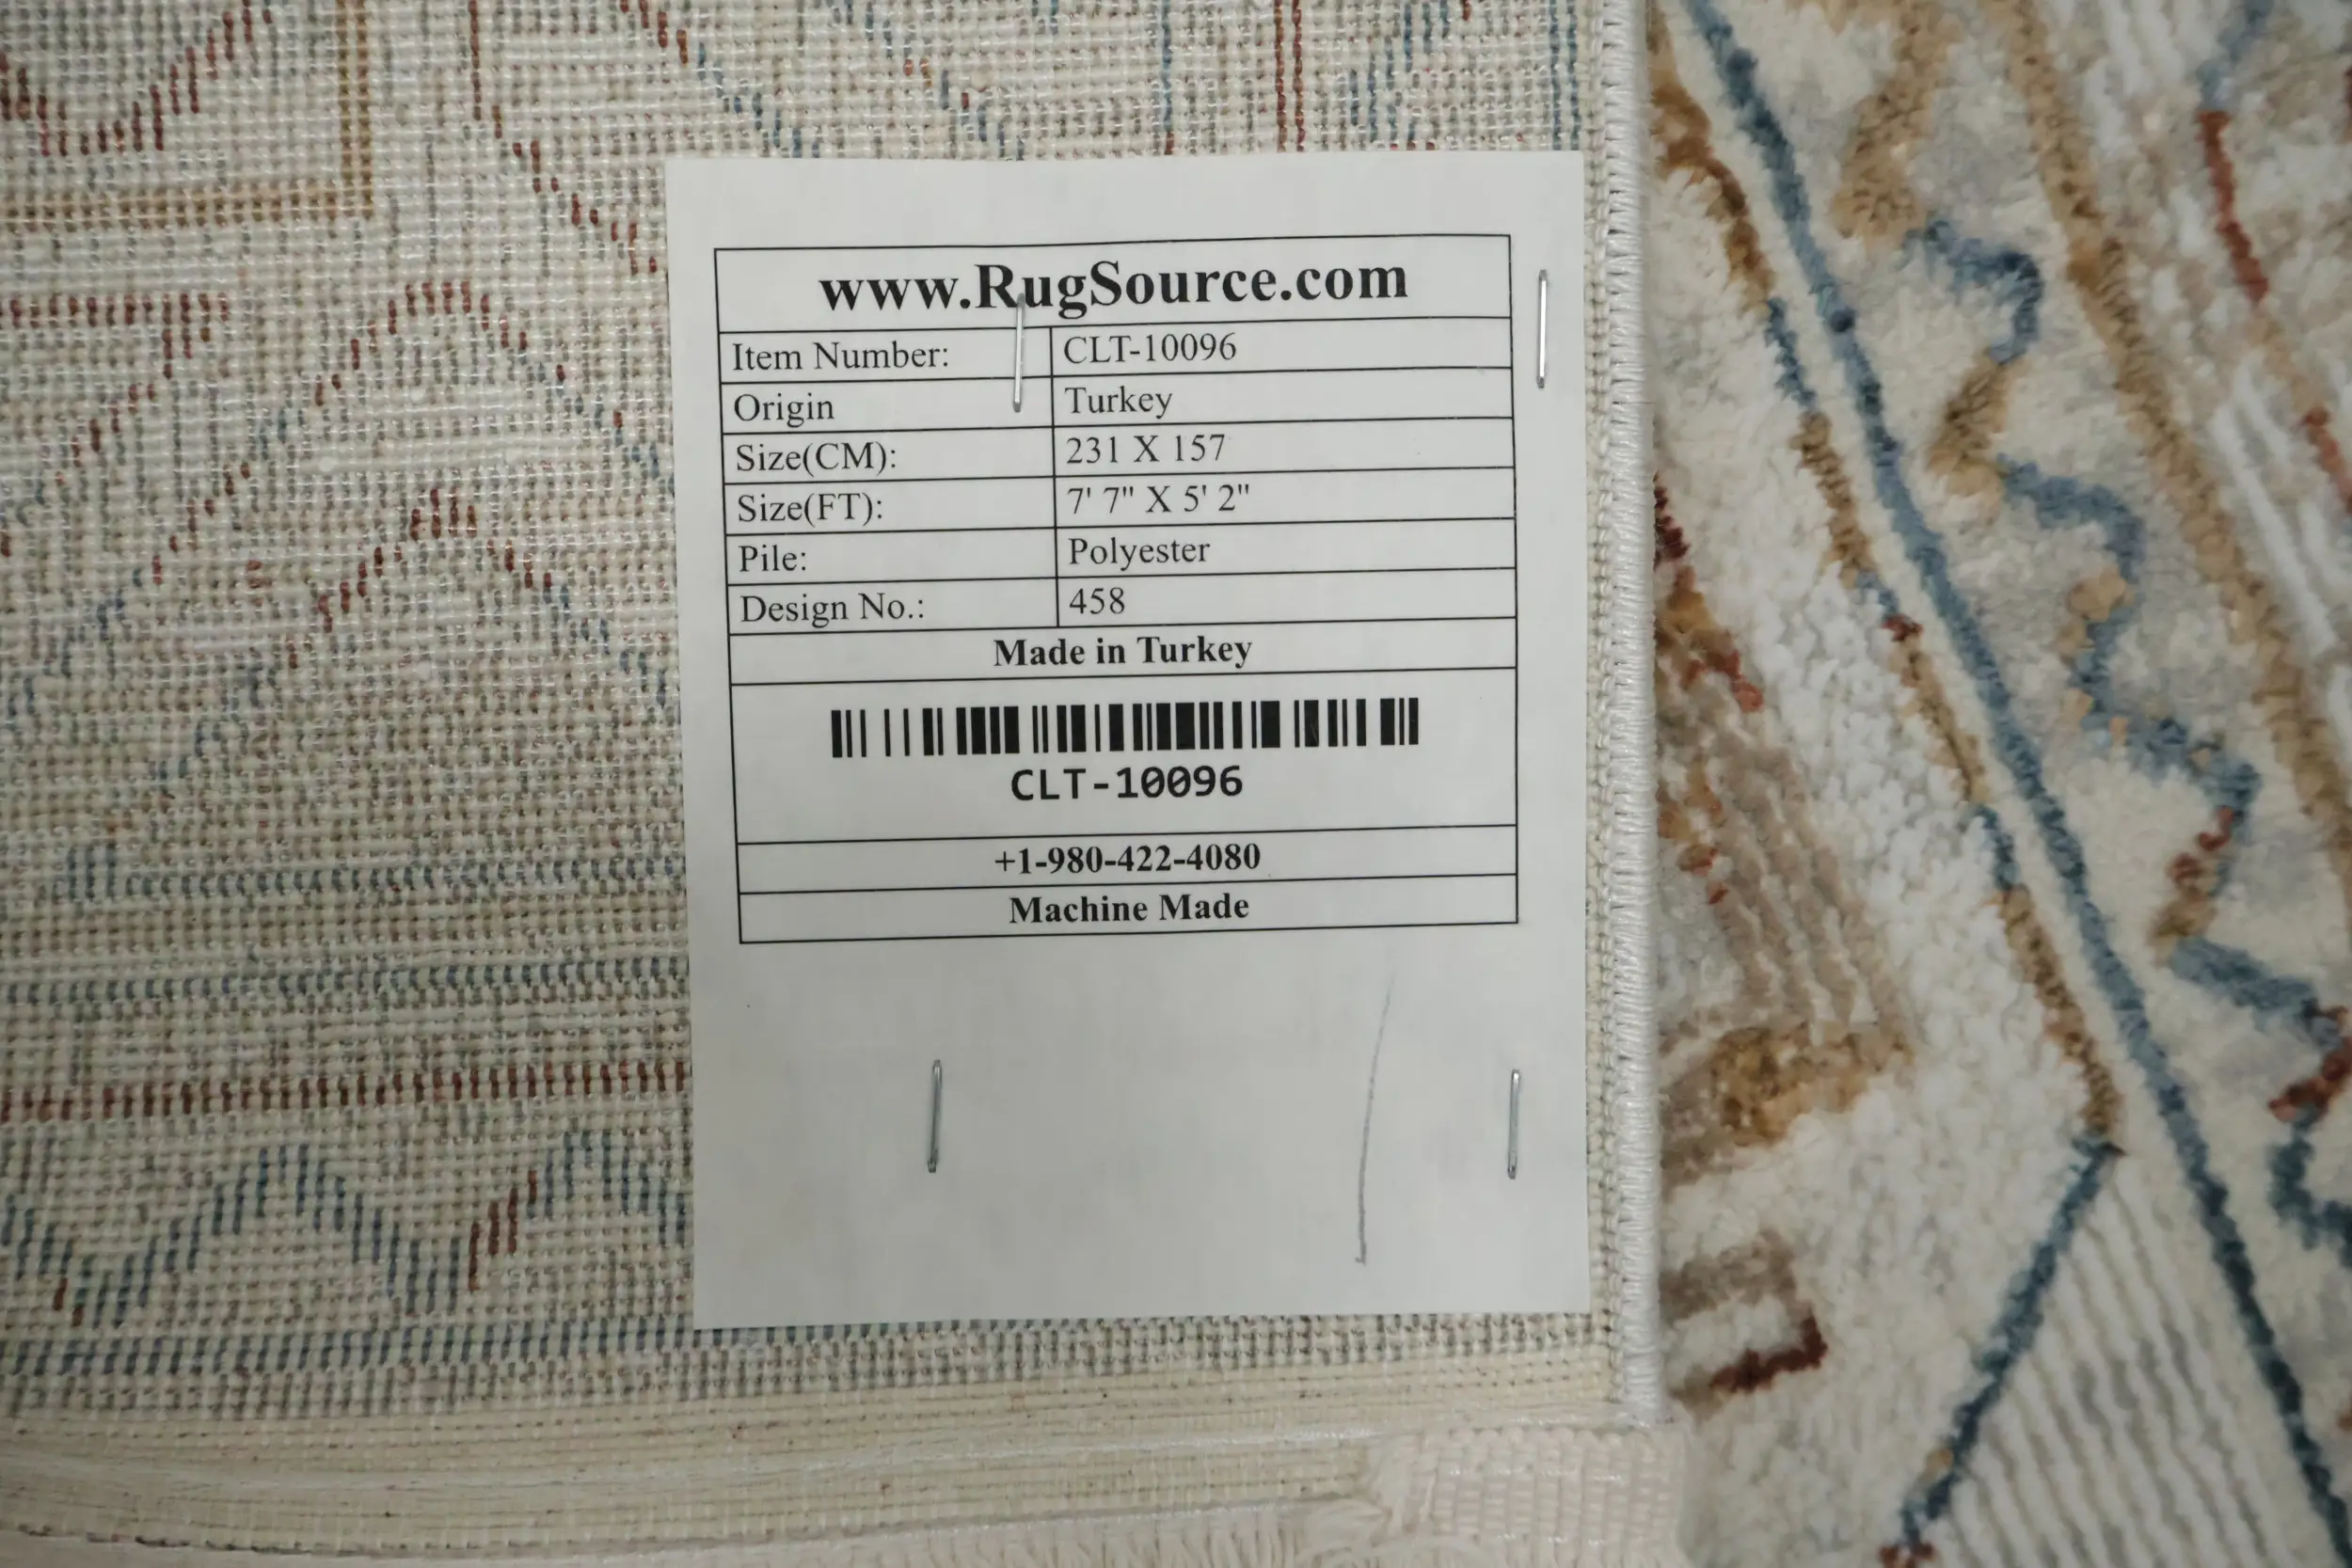 www.RugSource.com
Item Number: CLT-10096
Origin Turkey
Size(CM): 231 X 157
Size(FT): 7' 7" X 5' 2"
Pile: Polyester
Design No.: 458
Made in Turkey
CLT-10096
+1-980-422-4080
Machine Made